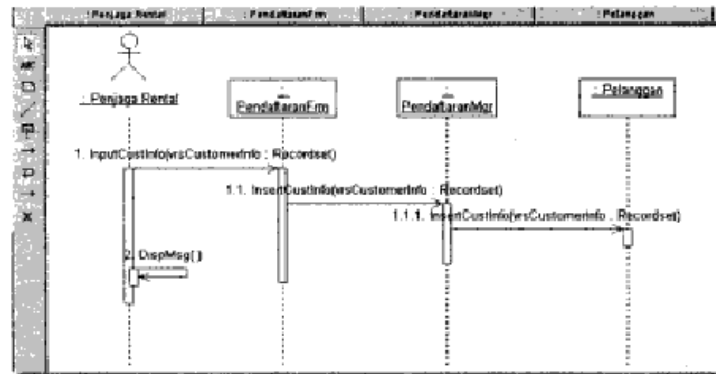 : Penjaga Rental : PendaftaranFrm : PendaftaranMgr : Pelanggan
: Penjaga Rental
PendaftaranFrm
PendaftaranMgr
: Pelanggan
1. InputCustInfo(vrsCustomerInfo : Recordset)
1.1. InsertCustInfo(vrsCustomerInfo : Recordset)
1.1.1. InsertCustInfo(vrsCustomerInfo : Recordset)
2. DispMsg( )